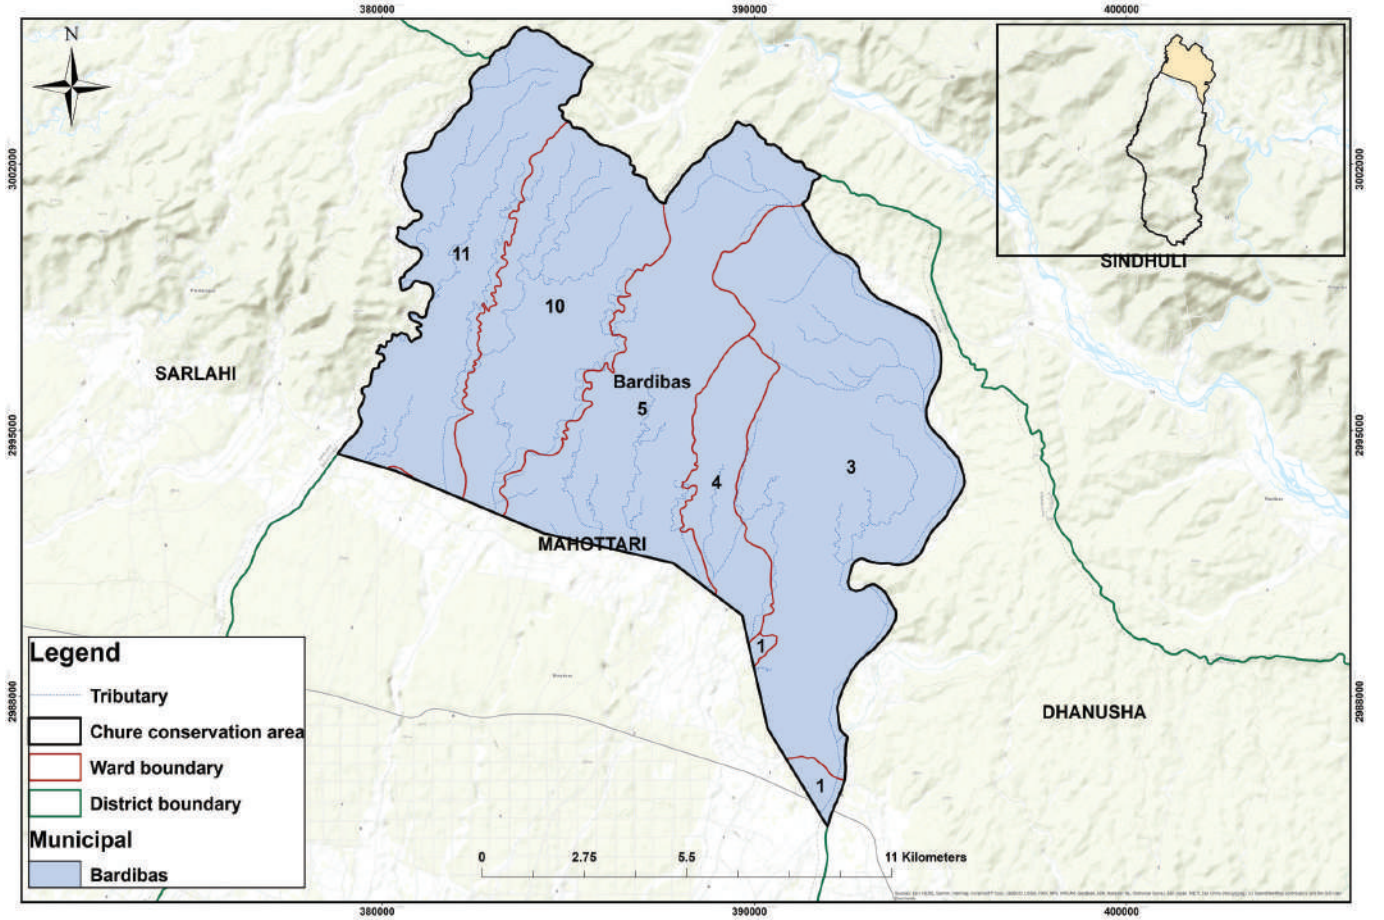 380000
390000
400000
N
3002000
3002000
SINDHULI
11
10
SARLAHI
Bardibas
5
2995000
2995000
3
4
MAHOTTARI
1
Legend
Tributary
Chure conservation area
Ward boundary
District boundary
Municipal
Bardibas
2988000
2988000
DHANUSHA
1
0
2.75
5.5
11 Kilometers
380000
390000
400000